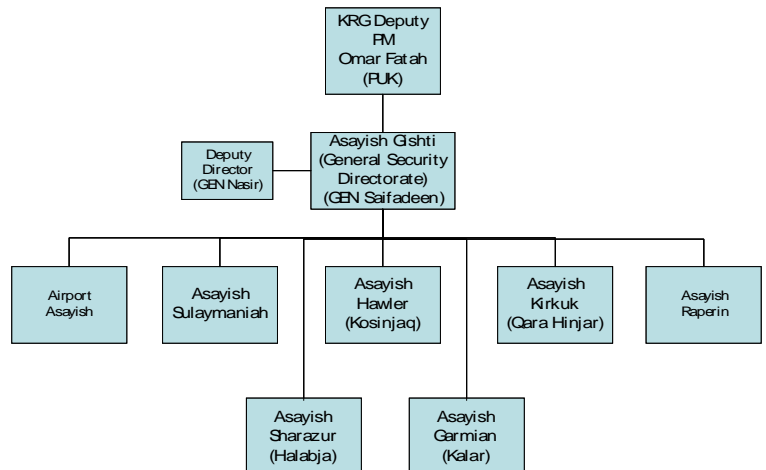 KRG Deputy
PM
Omar Fatah
(PUK)
Asayish Gishti
(General Security
Directorate)
(GEN Saifadeen)
Deputy
Director
(GEN Nasir)
Airport
Asayish
Asayish
Sulaymaniah
Asayish
Hawler
(Kosinjaq)
Asayish
Kirkuk
(Qara Hinjar)
Asayish
Raperin
Asayish
Sharazur
(Halabja)
Asayish
Garmian
(Kalar)